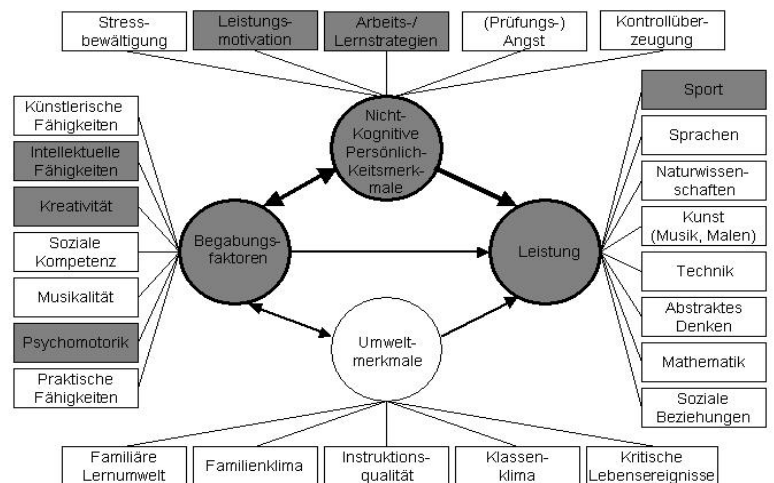 Stress-
bewältigung
Leistungs-
motivation
Arbeits-/
Lernstrategien
(Prüfungs-)
Angst
Kontrollüber-
zeugung
Künstlerische
Fähigkeiten
Intellektuelle
Fähigkeiten
Kreativität
Soziale
Kompetenz
Musikalität
Psychomotorik
Praktische
Fähigkeiten
Nicht-
Kognitive
Persönlich-
Keitsmerk-
male
Begabungs-
faktoren
Leistung
Umwelt-
merkmale
Sport
Sprachen
Naturwissen-
schaften
Kunst
(Musik, Malen)
Technik
Abstraktes
Denken
Mathematik
Soziale
Beziehungen
Familiäre
Lernumwelt
Familienklima
Instruktions-
qualität
Klassen-
klima
Kritische
Lebensereignisse